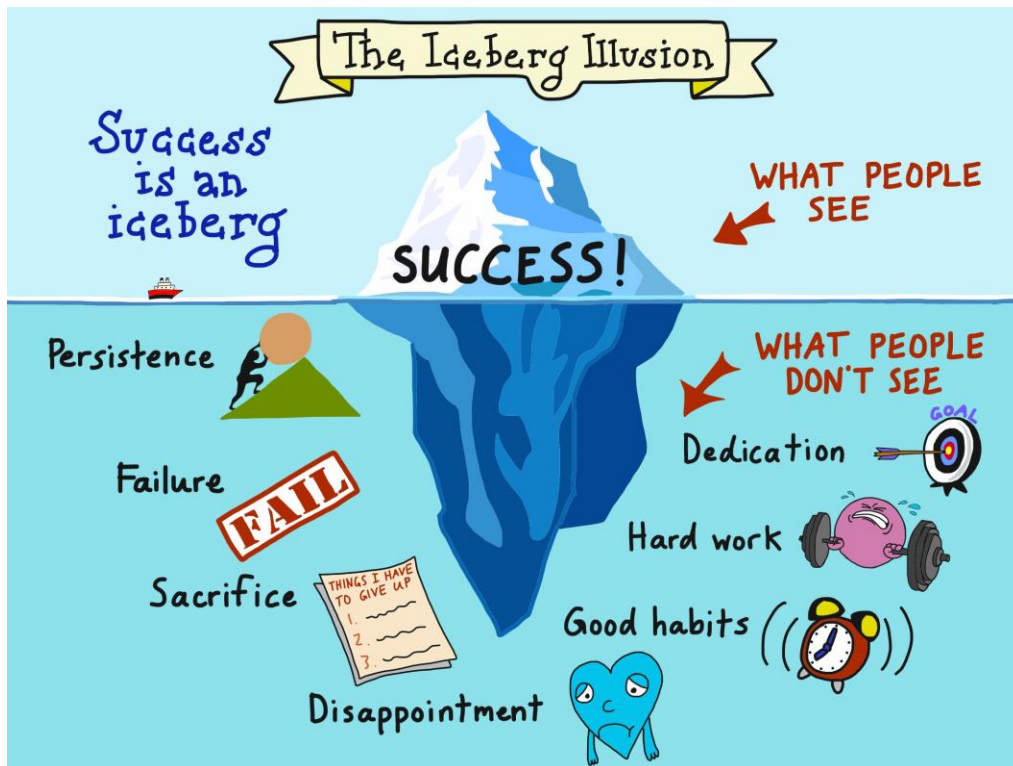 The Iceberg Illusion
Success
is an
iceberg
WHAT PEOPLE
SEE
SUCCESS!
WHAT PEOPLE
DON'T SEE
Persistence
Failure
FAIL
Sacrifice
THINGS I HAVE
TO GIVE UP
1.
2.
3.
Disappointment
GOAL
Dedication
Hard work
Good habits